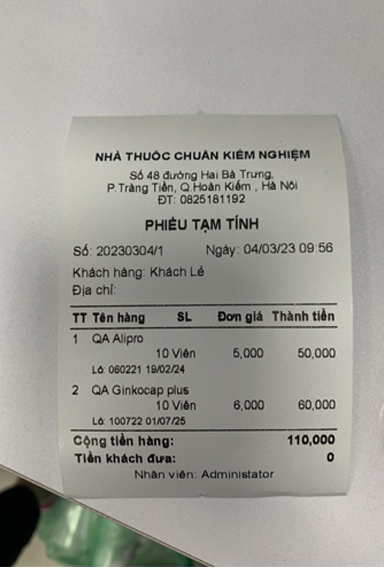 NHÀ THUỐC CHUẨN KIỂM NGHIỆM
Số 48 đường Hai Bà Trưng,
P.Tràng Tiền, Q.Hoàn Kiếm , Hà Nội
ĐT: 0825181192
PHIẾU TẠM TÍNH
Số: 20230304/1 Ngày: 04/03/23 09:56
Khách hàng: Khách Lẻ
Địa chỉ:
TT Tên hàng SL Đơn giá Thành tiền
1 QA Alipro
10 Viên 5,000 50,000
Lô: 060221 19/02/24
2 QA Ginkocap plus
10 Viên 6,000 60,000
Lô: 100722 01/07/25
Cộng tiền hàng: 110,000
Tiền khách đưa: 0
Nhân viên: Administator